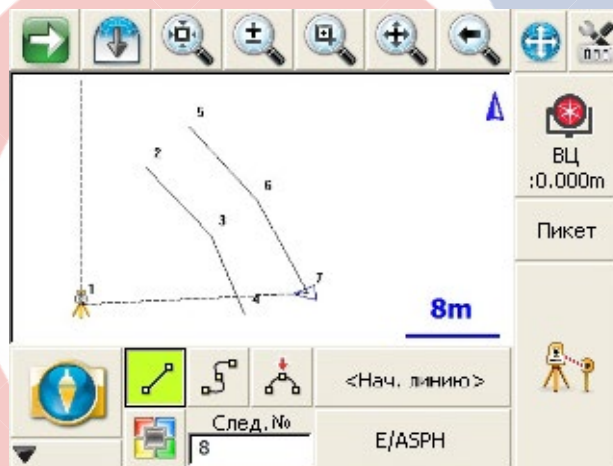 5
2
6
3
1
4
7
8m
ВЦ
:0.000m
Пикет
<Нач. линию>
След. №
8
E/ASPH